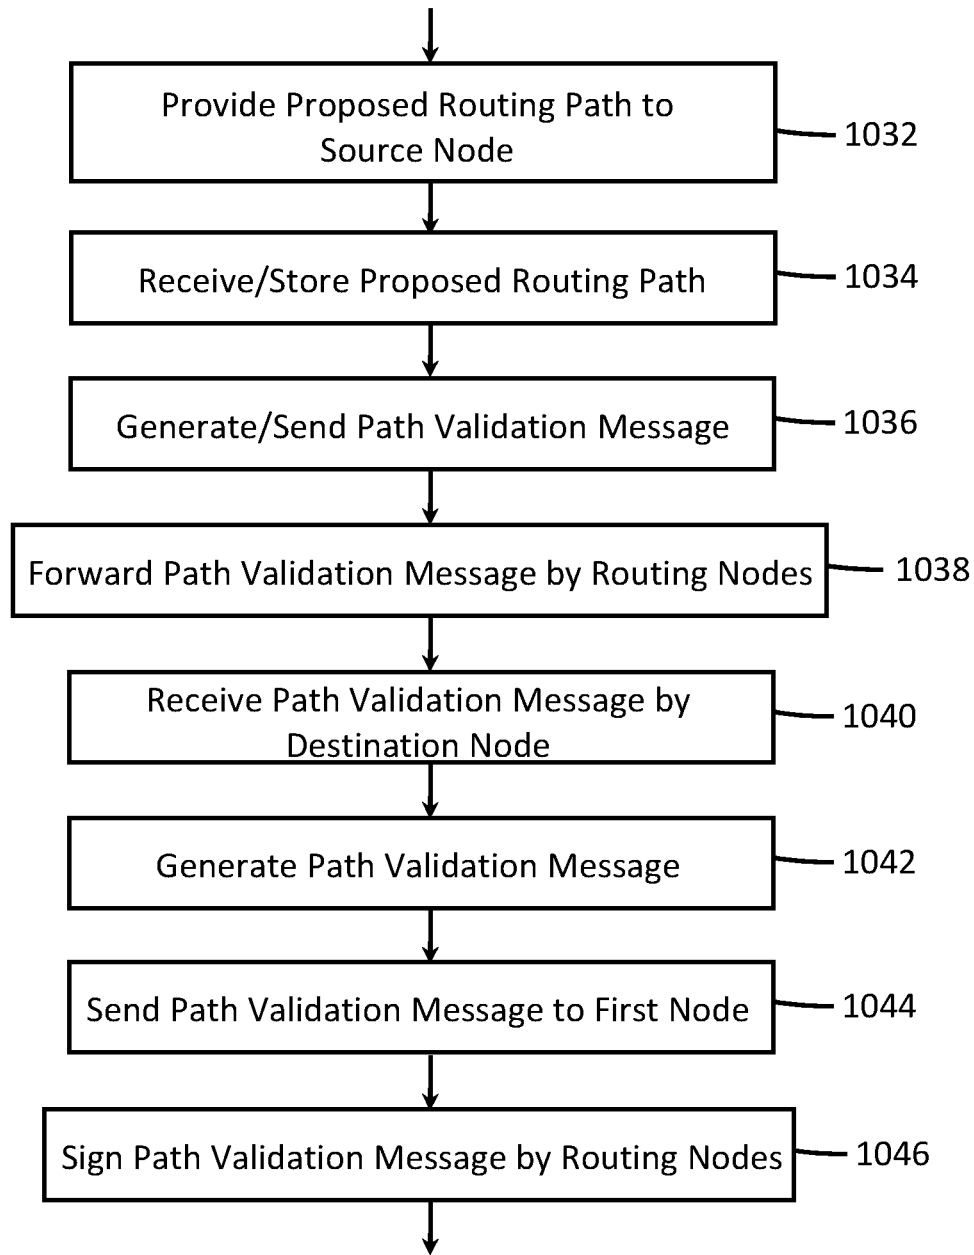 Provide Proposed Routing Path to
Source Node
1032
Receive/Store Proposed Routing Path
1034
Generate/Send Path Validation Message
1036
Forward Path Validation Message by Routing Nodes
1038
Receive Path Validation Message by
Destination Node
1040
Generate Path Validation Message
1042
Send Path Validation Message to First Node
1044
Sign Path Validation Message by Routing Nodes
1046